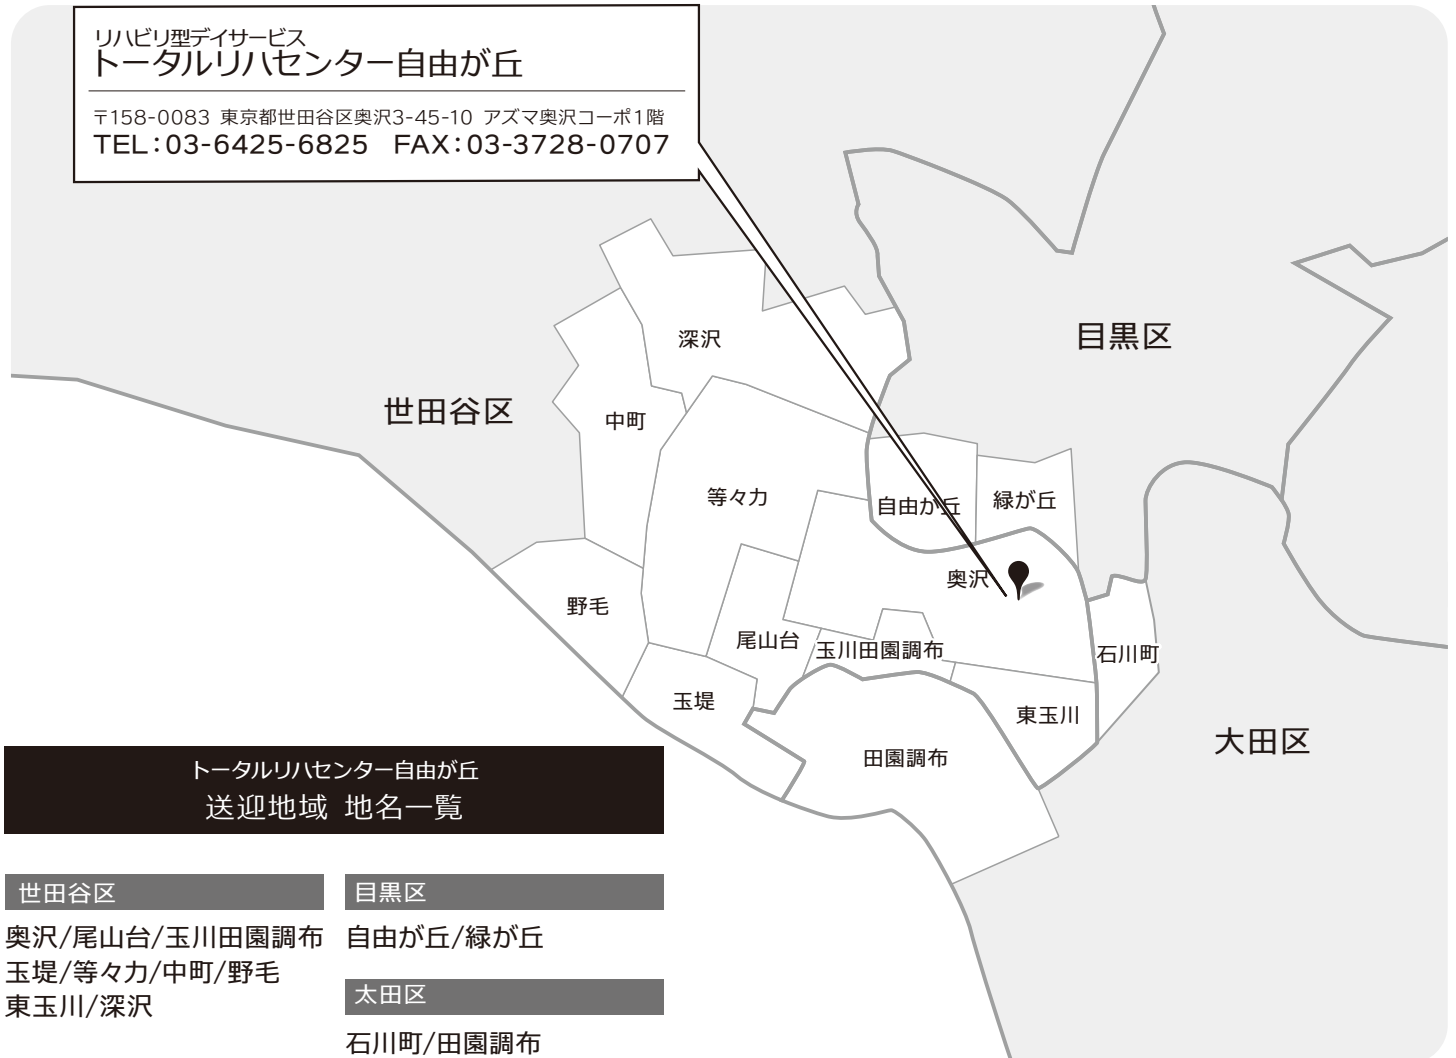 リハビリ型デイサービス
トータルリハセンター自由が丘
〒158-0083 東京都世田谷区奥沢3-45-10 アズマ奥沢コーポ1階
TEL:03-6425-6825 FAX:03-3728-0707
目黒区
深沢
世田谷区
中町
等々力
自由が丘
緑が丘
奥沢
野毛
尾山台
玉川田園調布
石川町
玉堤
東玉川
田園調布
大田区
トータルリハセンター自由が丘
送迎地域 地名一覧
世田谷区
奥沢/尾山台/玉川田園調布
玉堤/等々力/中町/野毛
東玉川/深沢
目黒区
自由が丘/緑が丘
太田区
石川町/田園調布